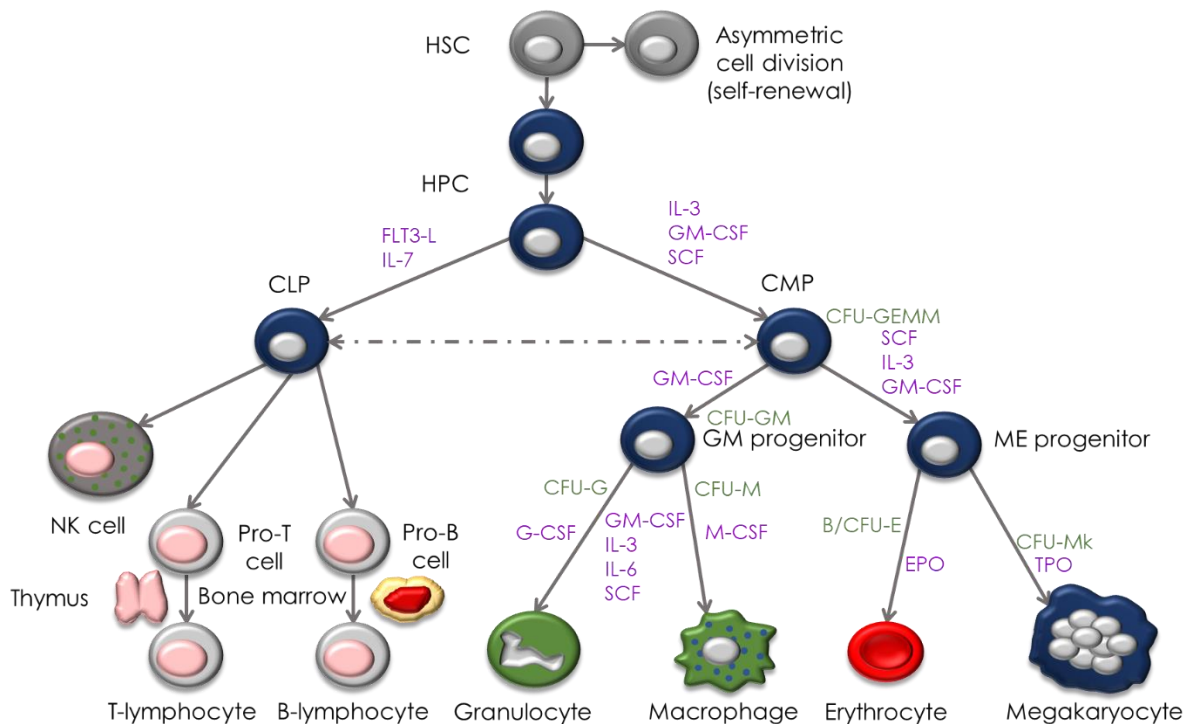 HSC
Asymmetric
cell division
(self-renewal)
HPC
FLT3-L
IL-7
IL-3
GM-CSF
SCF
CLP
CMP
CFU-GEMM
SCF
IL-3
GM-CSF
GM-CSF
CFU-GM
GM progenitor
ME progenitor
NK cell
Pro-T
cell
Pro-B
cell
CFU-G
G-CSF
GM-CSF
IL-3
IL-6
SCF
CFU-M
M-CSF
B/CFU-E
EPO
CFU-Mk
TPO
Thymus
Bone marrow
T-lymphocyte
B-lymphocyte
Granulocyte
Macrophage
Erythrocyte
Megakaryocyte